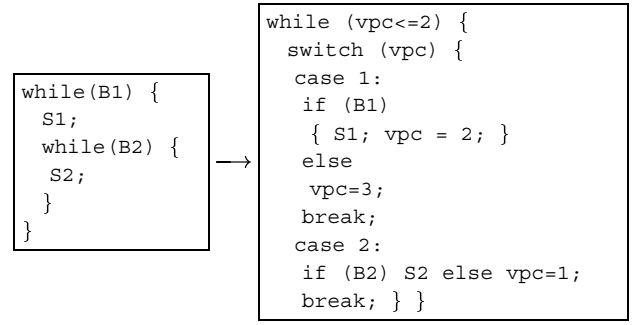 while(B1) {
S1;
while(B2) {
S2;
}
}
→
while (vpc<=2) {
switch (vpc) {
case 1:
if (B1)
{ S1; vpc = 2; }
else
vpc=3;
break;
case 2:
if (B2) S2 else vpc=1;
break; } }